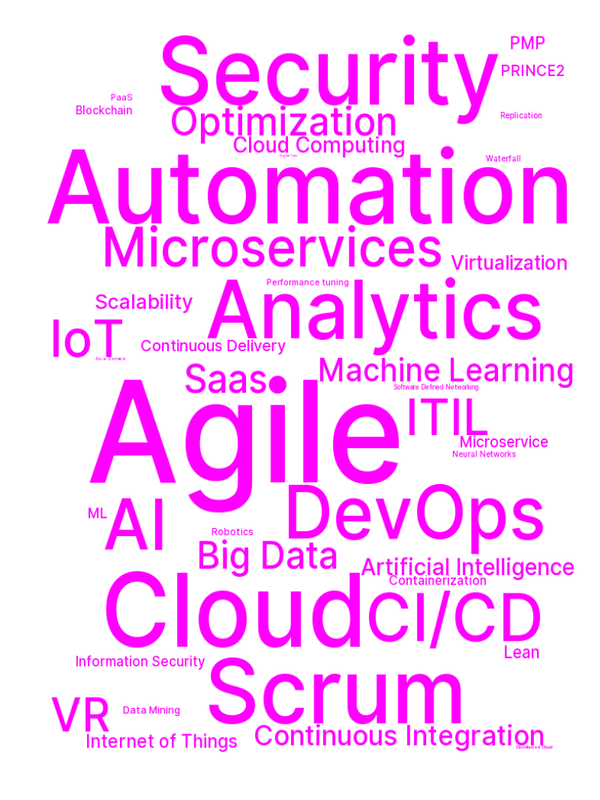 Security
PMP
PRINCE2
PaaS
Blockchain
Optimization
Replication
Cloud Computing
Waterfall
Automation
Microservices
Virtualization
Performance tuning
Analytics
Scalability
IoT
Continuous Delivery
Machine Learning
Saas
Software Defined Networking
Agile
ITIL
Microservice
Neural Networks
DevOps
ML
AI
Robotics
Big Data
Artificial Intelligence
Containerization
Cloud
CI/CD
Lean
Information Security
Scrum
VR
Data Mining
Internet of Things
Continuous Integration